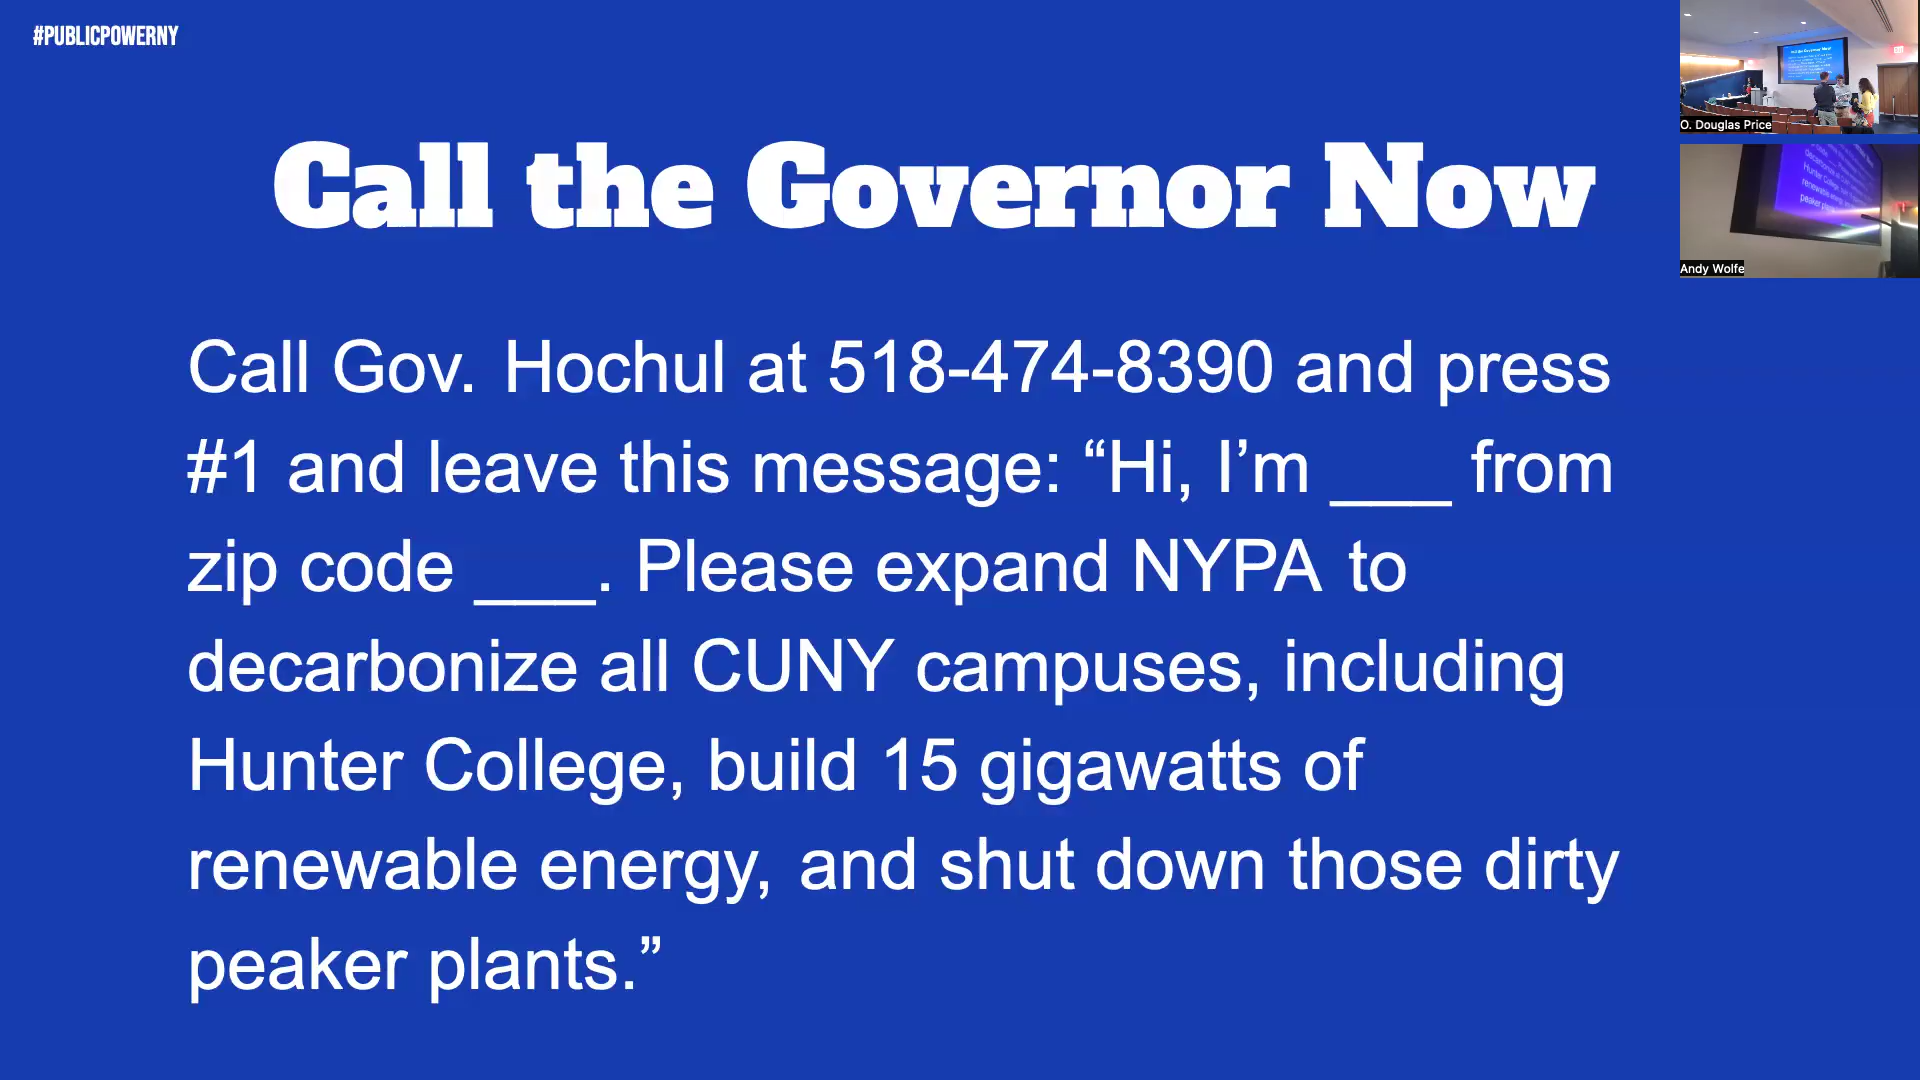 #PUBLICPOWERNY
Call the Governor Now
Call Gov. Hochul at 518-474-8390 and press
#1 and leave this message: “Hi, I’m ___ from
zip code ___. Please expand NYPA to
decarbonize all CUNY campuses, including
Hunter College, build 15 gigawatts of
renewable energy, and shut down those dirty
peaker plants.”
O. Douglas Price
Andy Wolfe